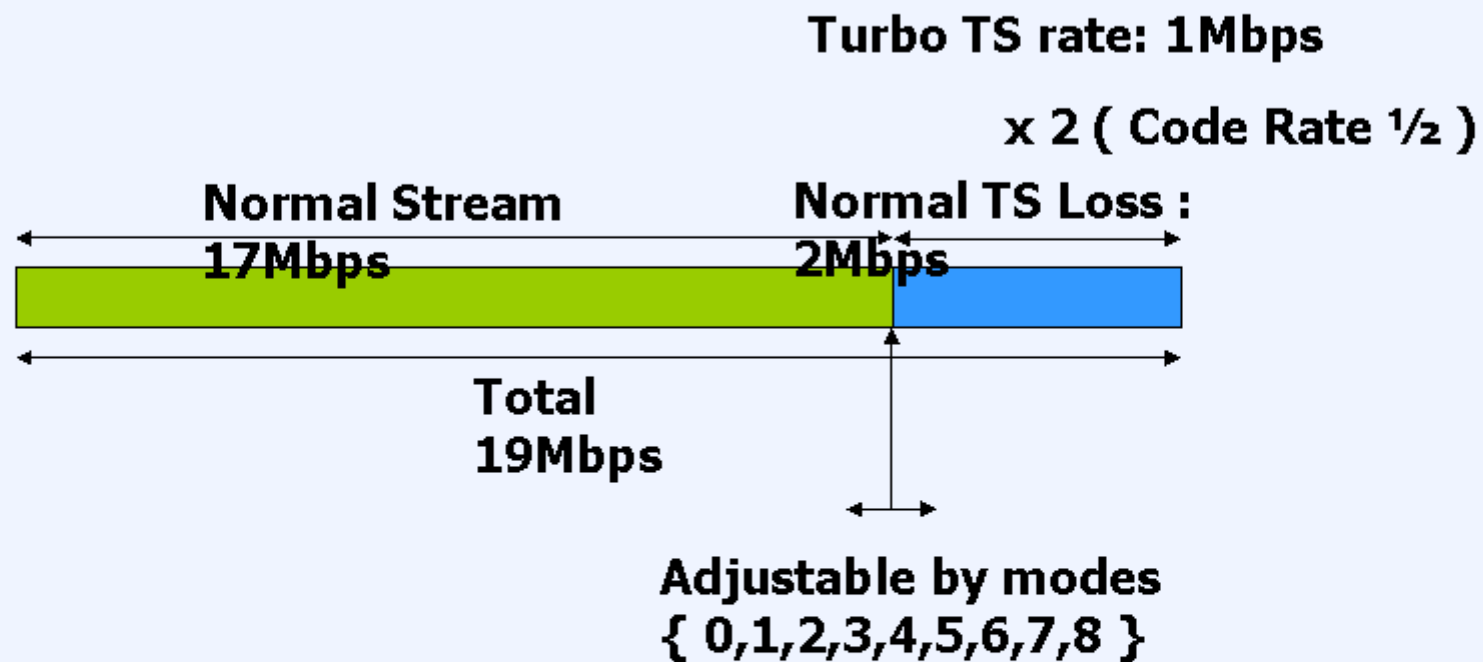 Turbo TS rate: 1Mbps
x 2 ( Code Rate ½ )
Normal Stream
17Mbps
Normal TS Loss :
2Mbps
Total
19Mbps
Adjustable by modes
{ 0,1,2,3,4,5,6,7,8 }